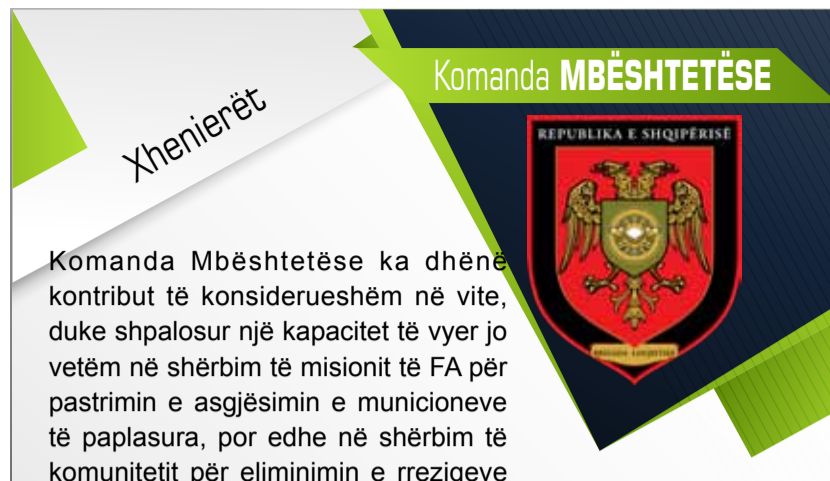 Komanda MBËSHTETËSE
Xhenierët
REPUBLIKA E SHQIPËRISË
Komanda Mbështetëse ka dhënë
kontribut të konsiderueshëm në vite,
duke shpalosur një kapacitet të vyer jo
vetëm në shërbim të misionit të FA për
pastrimin e asgjësimin e municioneve
të paplasura, por edhe në shërbim të
komunitetit për eliminimin e rreziqeve